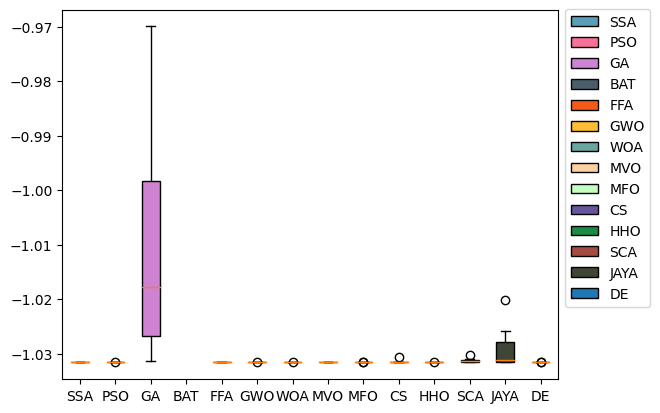 −0.97
−0.98
−0.99
−1.00
−1.01
−1.02
−1.03
SSA PSO GA BAT FFA GWO WOA MVO MFO CS HHO SCA JAYA DE
SSA
PSO
GA
BAT
FFA
GWO
WOA
MVO
MFO
CS
HHO
SCA
JAYA
DE